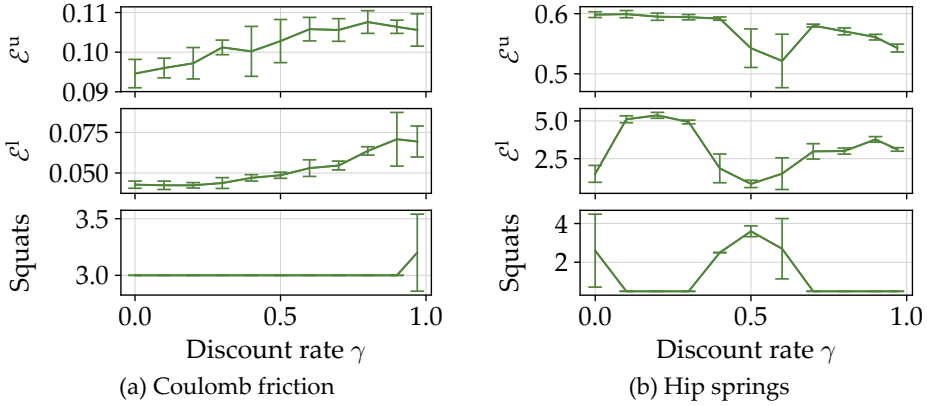 0.11
0.10
0.09
ℰᵘ
0.075
0.050
ℰˡ
3.5
3.0
Squats
0.0 0.5 1.0
Discount rate γ
(a) Coulomb friction
0.6
0.5
ℰᵘ
5.0
2.5
ℰˡ
4
2
Squats
0.0 0.5 1.0
Discount rate γ
(b) Hip springs